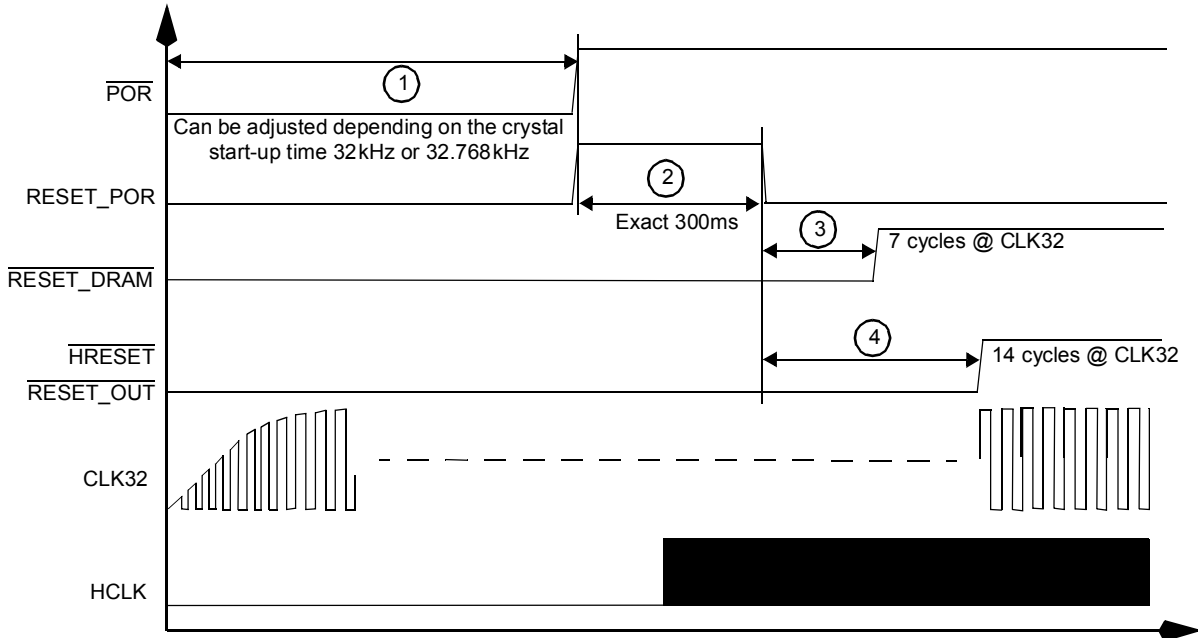 1
POR
Can be adjusted depending on the crystal
start-up time 32kHz or 32.768kHz
2
RESET_POR
Exact 300ms
3
7 cycles @ CLK32
RESET_DRAM
4
HRESET
14 cycles @ CLK32
RESET_OUT
CLK32
HCLK